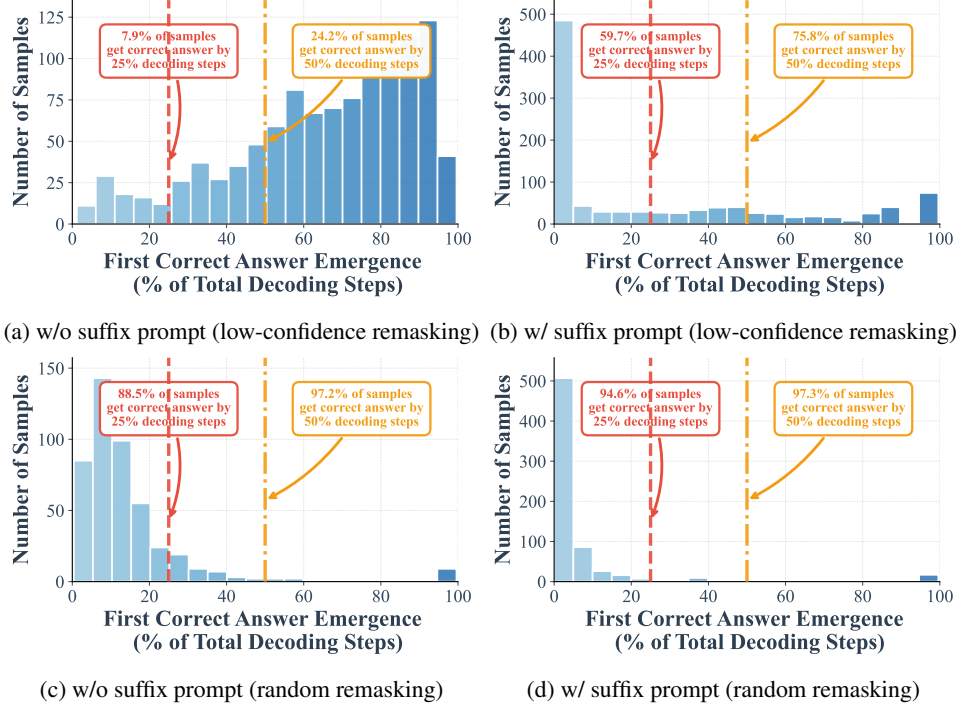 125
100
75
50
25
0
Number of Samples
7.9% of samples
get correct answer by
25% decoding steps
24.2% of samples
get correct answer by
50% decoding steps
0 20 40 60 80 100
First Correct Answer Emergence
(% of Total Decoding Steps)
(a) w/o suffix prompt (low-confidence remasking)
500
400
300
200
100
0
Number of Samples
59.7% of samples
get correct answer by
25% decoding steps
75.8% of samples
get correct answer by
50% decoding steps
0 20 40 60 80 100
First Correct Answer Emergence
(% of Total Decoding Steps)
(b) w/ suffix prompt (low-confidence remasking)
150
100
50
0
Number of Samples
88.5% of samples
get correct answer by
25% decoding steps
97.2% of samples
get correct answer by
50% decoding steps
0 20 40 60 80 100
First Correct Answer Emergence
(% of Total Decoding Steps)
(c) w/o suffix prompt (random remasking)
500
400
300
200
100
0
Number of Samples
94.6% of samples
get correct answer by
25% decoding steps
97.3% of samples
get correct answer by
50% decoding steps
0 20 40 60 80 100
First Correct Answer Emergence
(% of Total Decoding Steps)
(d) w/ suffix prompt (random remasking)